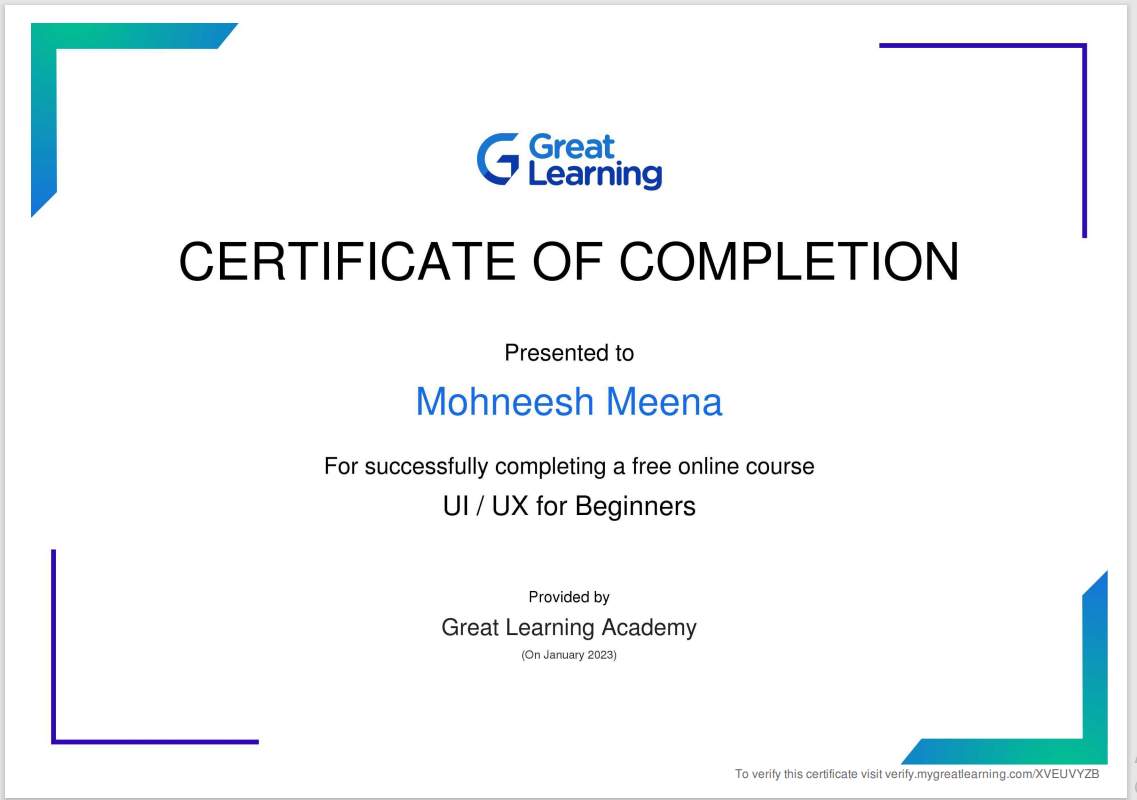 Great
Learning
CERTIFICATE OF COMPLETION
Presented to
Mohneesh Meena
For successfully completing a free online course
UI / UX for Beginners
Provided by
Great Learning Academy
(On January 2023)
To verify this certificate visit verify.mygreatlearning.com/XVEUVYZB